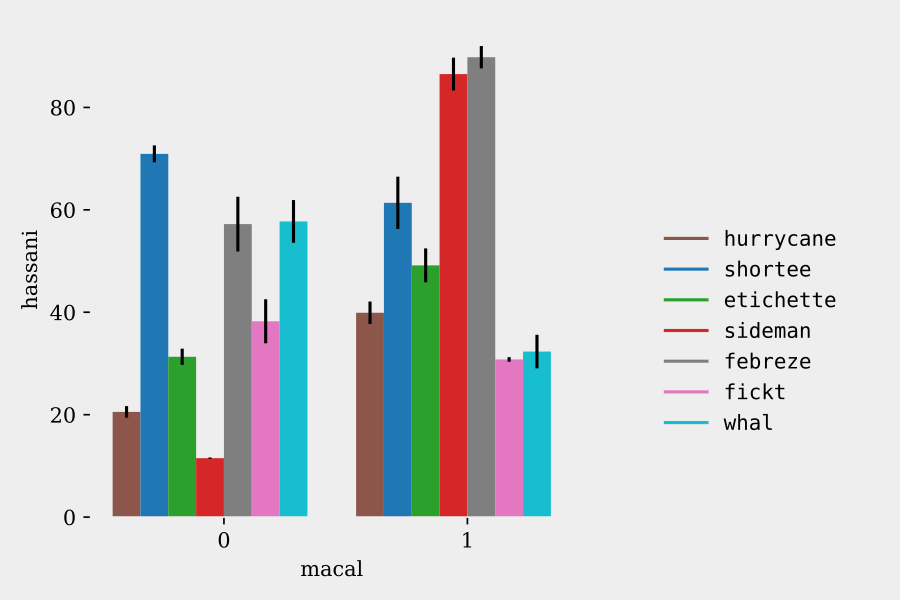 80
60
40
20
0
hassani
0
1
macal
hurrycane
shortee
etichette
sideman
febreze
fickt
whal